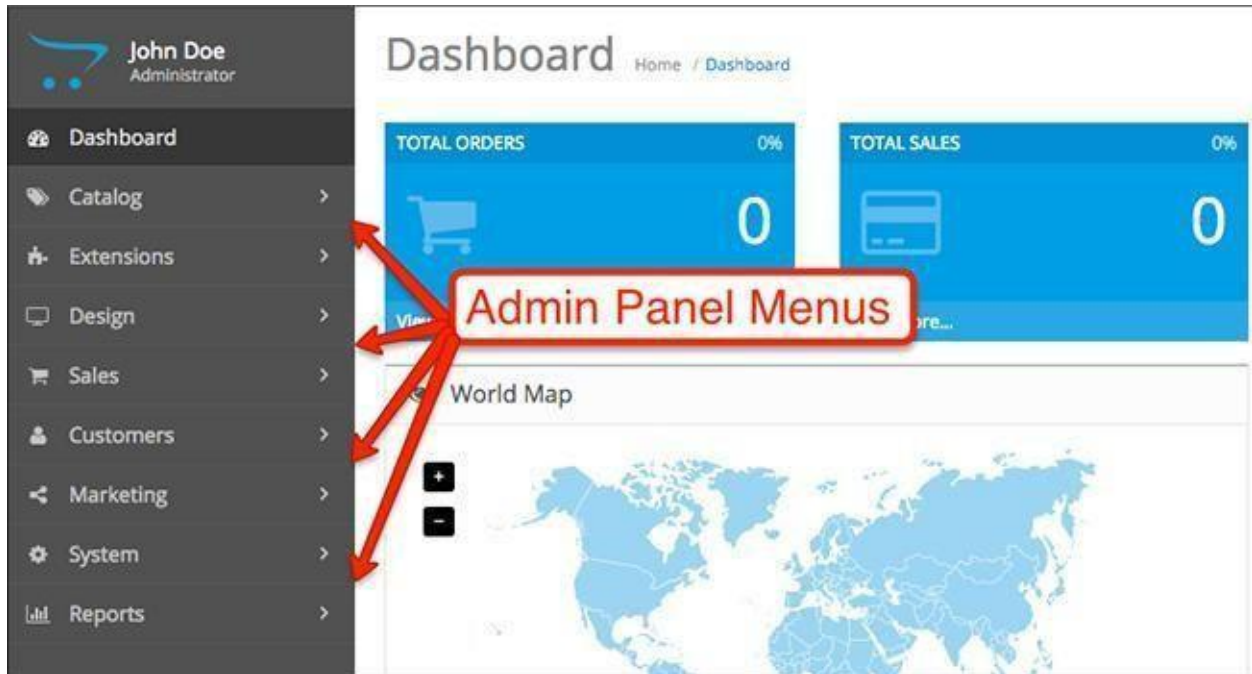 John Doe
Administrator
Dashboard
Catalog
Extensions
Design
Sales
Customers
Marketing
System
Reports
Dashboard Home / Dashboard
TOTAL ORDERS 0%
0
TOTAL SALES 0%
0
Admin Panel Menus
World Map
+
-